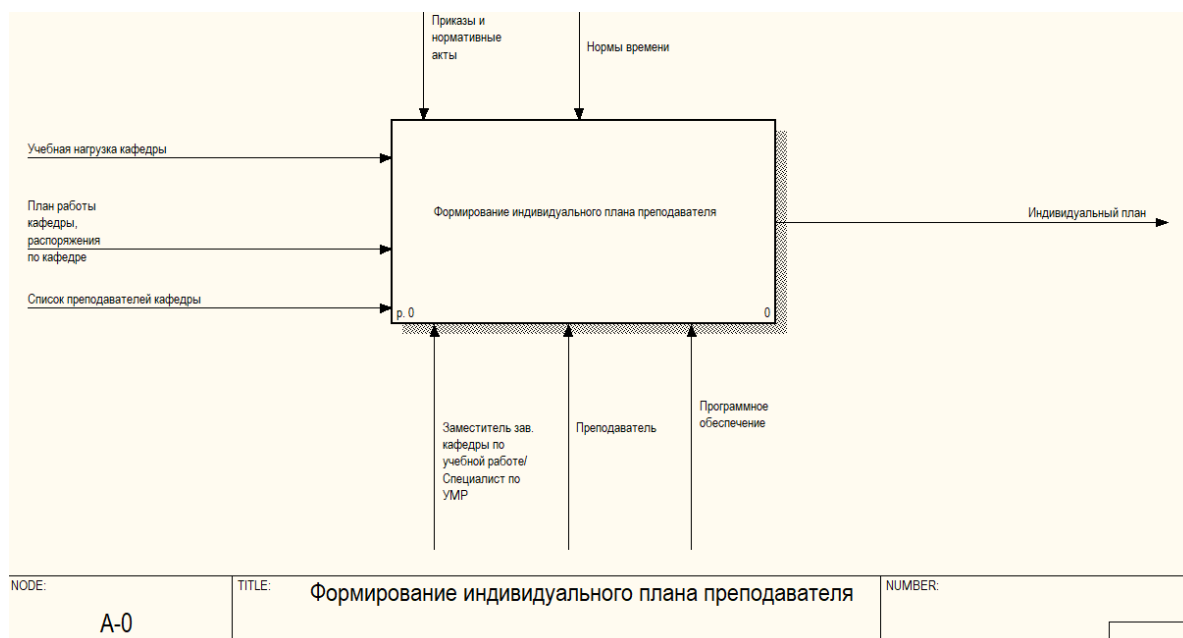 Приказы и
нормативные
акты
Нормы времени
Учебная нагрузка кафедры
План работы
кафедры,
распоряжения
по кафедре
Список преподавателей кафедры
Формирование индивидуального плана преподавателя
Индивидуальный план
р. 0
0
Заместитель зав.
кафедры по
учебной работе/
Специалист по
УМР
Преподаватель
Программное
обеспечение
NODE:
A-0
TITLE:
Формирование индивидуального плана преподавателя
NUMBER: